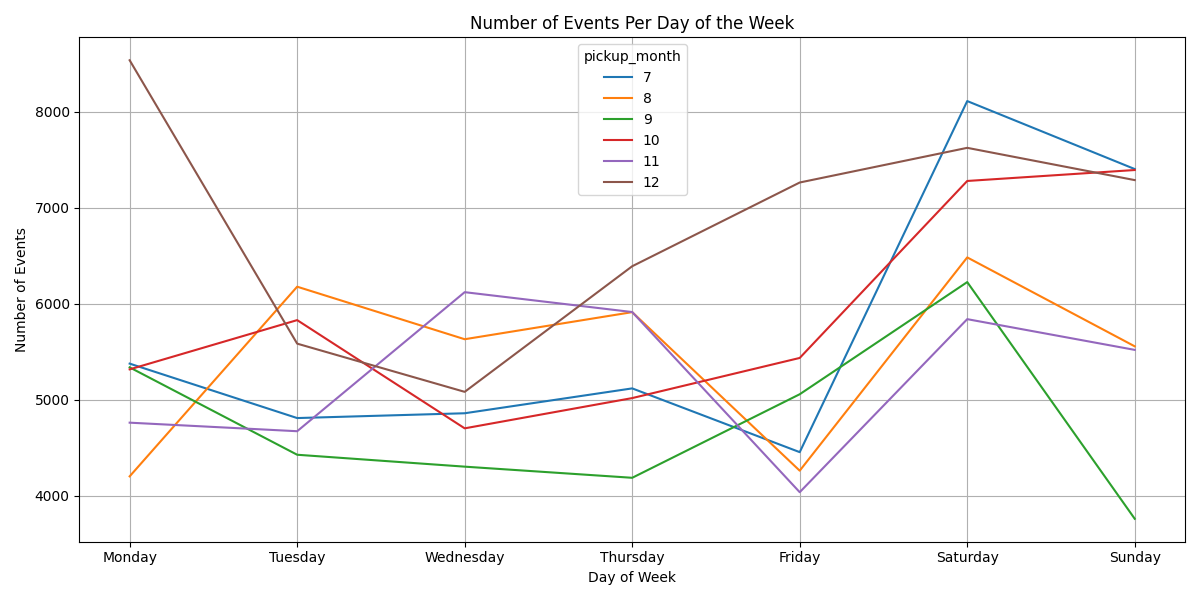 Number of Events Per Day of the Week
pickup_month
7
8
9
10
11
12
8000
7000
6000
5000
4000
Number of Events
Monday Tuesday Wednesday Thursday Friday Saturday Sunday
Day of Week